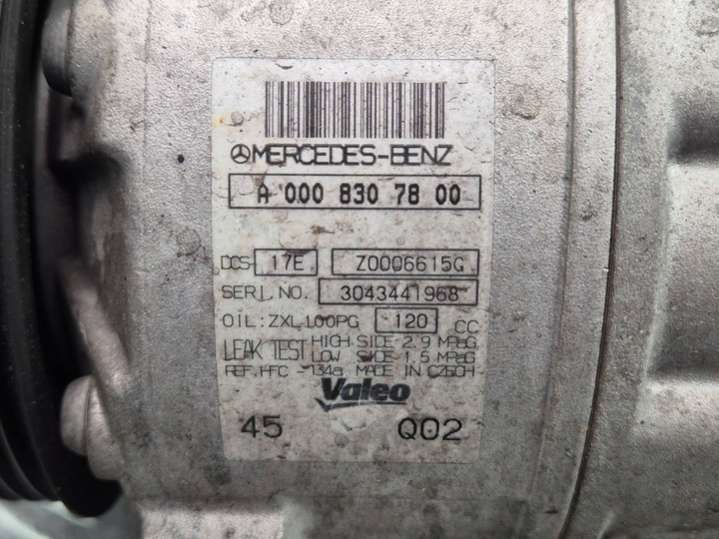 MERCEDES-BENZ
A 000 830 78 00
DCS 17E Z0006615G
SERI.NO. 3043441968
OIL:ZXL100PG 120 CC
LEAK TEST HIGH SIDE-2,9 MPaG
LOW SIDE-1,5 MPaG
REF.HFC-134a MADE IN CZECH
Valeo
45 Q02